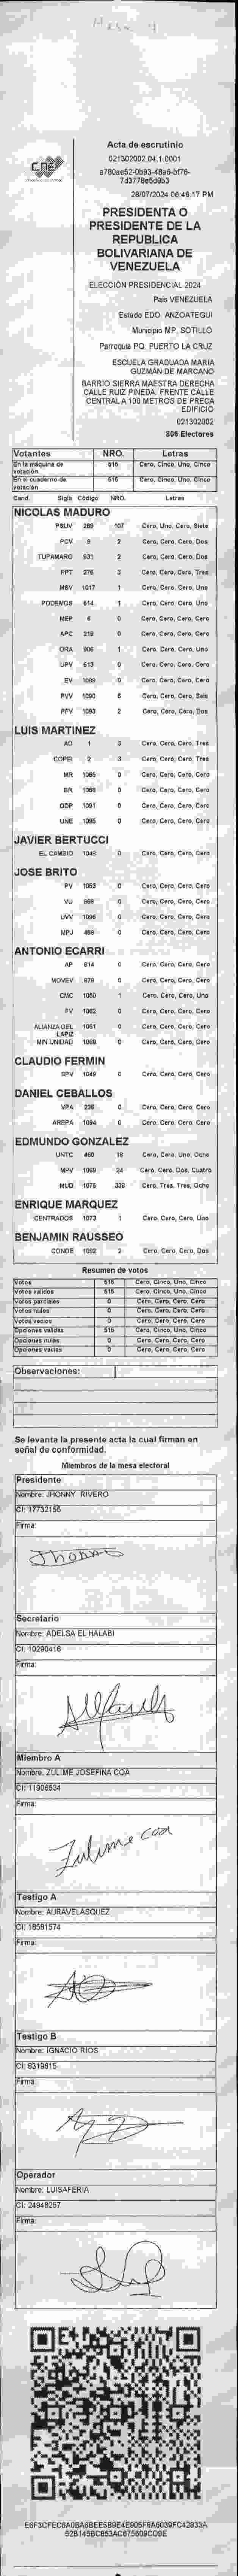 Mesa 4
CNE
Acta de escrutinio
021302002.04.1.0001
28/07/2024 06:46:17 PM
PRESIDENTA O
PRESIDENTE DE LA
REPUBLICA
BOLIVARIANA DE
VENEZUELA
ELECCIÓN PRESIDENCIAL 2024
País VENEZUELA
Estado EDO. ANZOATEGUI
Municipio MP. SOTILLO
Parroquia PQ. PUERTO LA CRUZ
ESCUELA GRADUADA MARIA
GUZMÁN DE MARCANO
BARRIO SIERRA MAESTRA DERECHA
CALLE RUIZ PINEDA. FRENTE CALLE
CENTRAL A 100 METROS DE PRECA
EDIFICIO
021302002
806 Electores
Votantes NRO. Letras
En la máquina de votación 515 Cero, Cinco, Uno, Cinco
En el cuaderno de votación 515 Cero, Cinco, Uno, Cinco
Cand. Sigla Código NRO. Letras
NICOLAS MADURO
PSUV 269 107 Cero, Uno, Cero, Siete
PCV 9 2 Cero, Cero, Cero, Dos
TUPAMARO 931 2 Cero, Cero, Cero, Dos
PPT 276 3 Cero, Cero, Cero, Tres
MSV 1017 1 Cero, Cero, Cero, Uno
PODEMOS 614 1 Cero, Cero, Cero, Uno
MEP 6 0 Cero, Cero, Cero, Cero
APC 219 0 Cero, Cero, Cero, Cero
ORA 906 1 Cero, Cero, Cero, Uno
UPV 613 0 Cero, Cero, Cero, Cero
EV 1089 0 Cero, Cero, Cero, Cero
PVV 1090 6 Cero, Cero, Cero, Seis
PFV 1093 2 Cero, Cero, Cero, Dos
LUIS MARTINEZ
AD 1 3 Cero, Cero, Cero, Tres
COPEI 2 3 Cero, Cero, Cero, Tres
MR 1085 0 Cero, Cero, Cero, Cero
BR 1088 0 Cero, Cero, Cero, Cero
DDP 1091 0 Cero, Cero, Cero, Cero
UNE 1095 0 Cero, Cero, Cero, Cero
JAVIER BERTUCCI
EL CAMBIO 1048 0 Cero, Cero, Cero, Cero
JOSE BRITO
PV 1053 0 Cero, Cero, Cero, Cero
VU 968 0 Cero, Cero, Cero, Cero
UVV 1096 0 Cero, Cero, Cero, Cero
MPJ 459 0 Cero, Cero, Cero, Cero
ANTONIO ECARRI
AP 814 0 Cero, Cero, Cero, Cero
MOVEV 979 0 Cero, Cero, Cero, Cero
CMC 1050 1 Cero, Cero, Cero, Uno
FV 1062 0 Cero, Cero, Cero, Cero
ALIANZA DEL LAPIZ 1051 0 Cero, Cero, Cero, Cero
MIN UNIDAD 1069 0 Cero, Cero, Cero, Cero
CLAUDIO FERMIN
SPV 1049 0 Cero, Cero, Cero, Cero
DANIEL CEBALLOS
VPA 236 0 Cero, Cero, Cero, Cero
AREPA 1094 0 Cero, Cero, Cero, Cero
EDMUNDO GONZALEZ
UNTC 460 18 Cero, Cero, Uno, Ocho
MPV 1099 24 Cero, Cero, Dos, Cuatro
MUD 1075 338 Cero, Tres, Tres, Ocho
ENRIQUE MARQUEZ
CENTRADOS 1073 1 Cero, Cero, Cero, Uno
BENJAMIN RAUSSEO
CONDE 1092 2 Cero, Cero, Cero, Dos
Resumen de votos
Votos 515 Cero, Cinco, Uno, Cinco
Votos validos 515 Cero, Cinco, Uno, Cinco
Votos parciales 0 Cero, Cero, Cero, Cero
Votos nulos 0 Cero, Cero, Cero, Cero
Votos vacios 0 Cero, Cero, Cero, Cero
Opciones validas 515 Cero, Cinco, Uno, Cinco
Opciones nulas 0 Cero, Cero, Cero, Cero
Opciones vacias 0 Cero, Cero, Cero, Cero
Observaciones:
Se levanta la presente acta la cual firman en
señal de conformidad.
Miembros de la mesa electoral
Presidente
Nombre: JHONNY RIVERO
CI: 17732155
Firma:
Jhonny
Secretario
Nombre: ADELSA EL HALABI
CI: 10290416
Firma:
Miembro A
Nombre: ZULIME JOSEFINA COA
CI: 11906534
Firma:
Zulime Coa
Testigo A
Nombre: AURAVELASQUEZ
CI: 18581574
Firma:
Testigo B
Nombre: IGNACIO RIOS
CI: 8319615
Firma:
Operador
Nombre: LUISAFERIA
CI: 24948257
Firma: